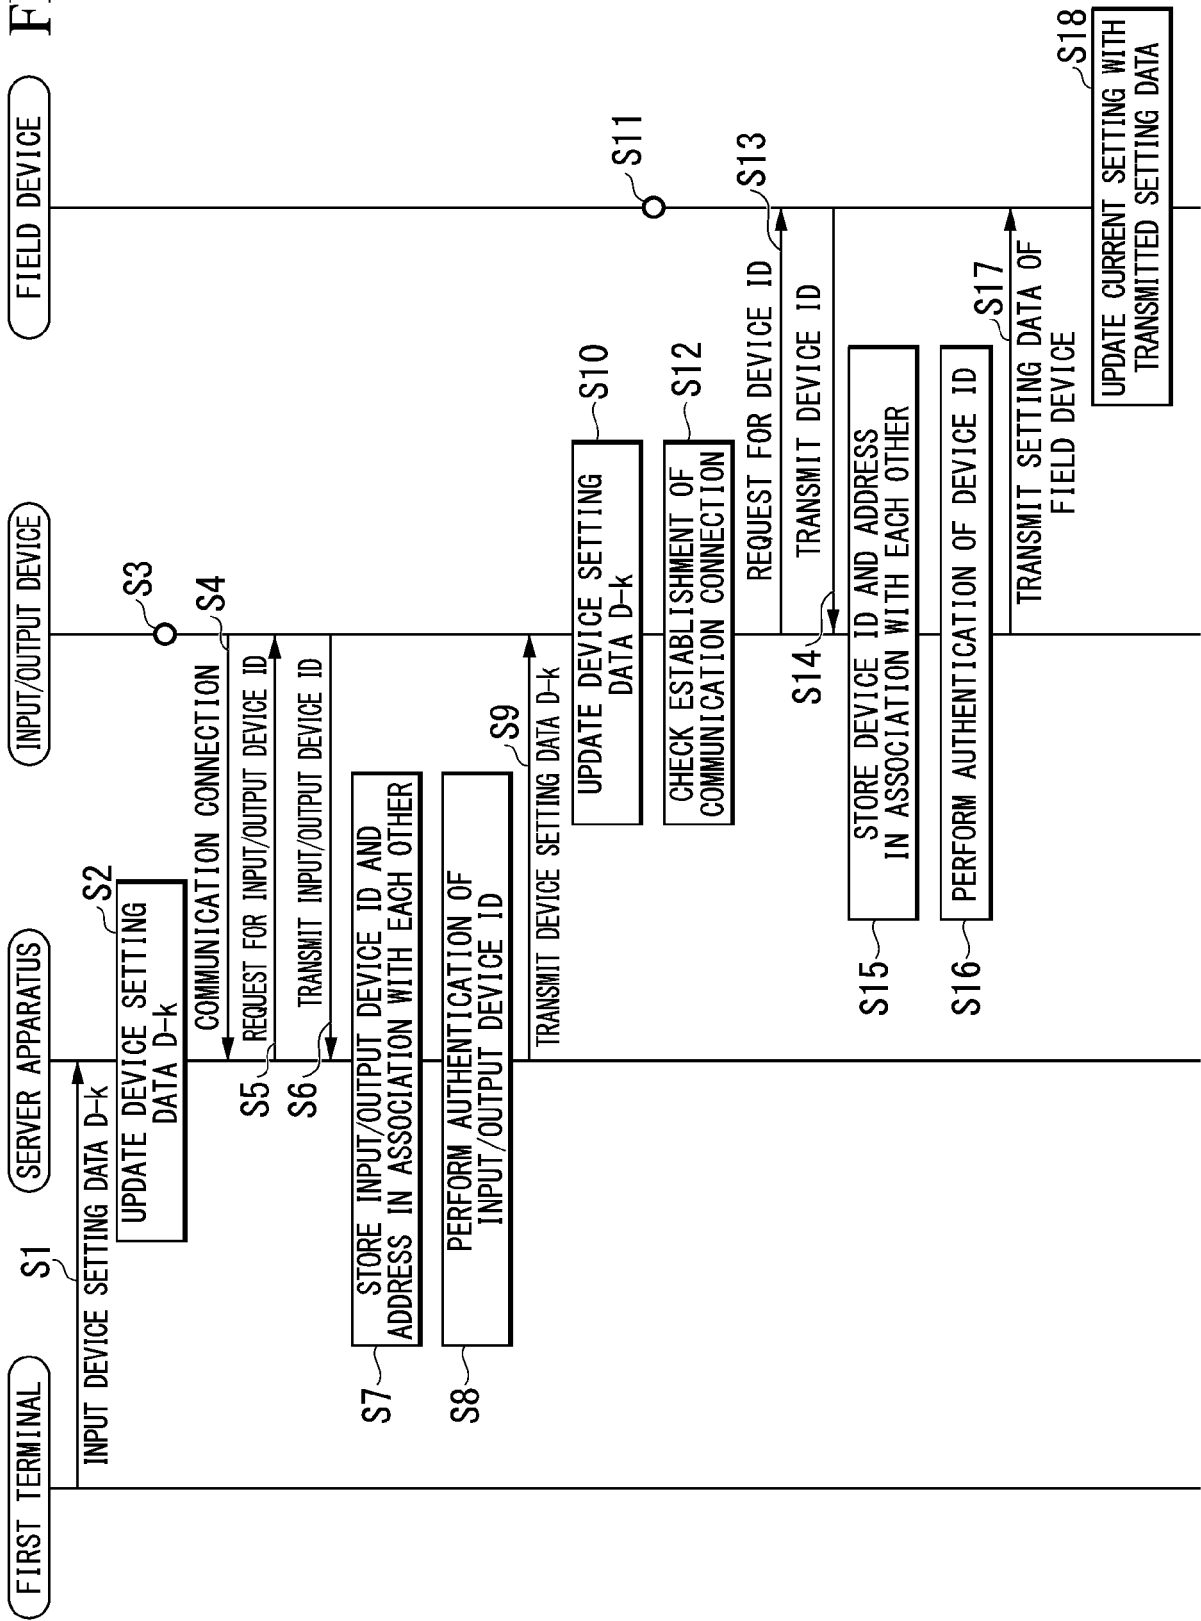 F
FIRST TERMINAL
SERVER APPARATUS
INPUT/OUTPUT DEVICE
FIELD DEVICE
S1
INPUT DEVICE SETTING DATA D-k
S2
UPDATE DEVICE SETTING
DATA D-k
S3
S4
COMMUNICATION CONNECTION
S5
REQUEST FOR INPUT/OUTPUT DEVICE ID
S6
TRANSMIT INPUT/OUTPUT DEVICE ID
S7
STORE INPUT/OUTPUT DEVICE ID AND
ADDRESS IN ASSOCIATION WITH EACH OTHER
S8
PERFORM AUTHENTICATION OF
INPUT/OUTPUT DEVICE ID
S9
TRANSMIT DEVICE SETTING DATA D-k
S10
UPDATE DEVICE SETTING
DATA D-k
S11
S12
CHECK ESTABLISHMENT OF
COMMUNICATION CONNECTION
S13
REQUEST FOR DEVICE ID
S14
TRANSMIT DEVICE ID
S15
STORE DEVICE ID AND ADDRESS
IN ASSOCIATION WITH EACH OTHER
S16
PERFORM AUTHENTICATION OF DEVICE ID
S17
TRANSMIT SETTING DATA OF
FIELD DEVICE
S18
UPDATE CURRENT SETTING WITH
TRANSMITTED SETTING DATA